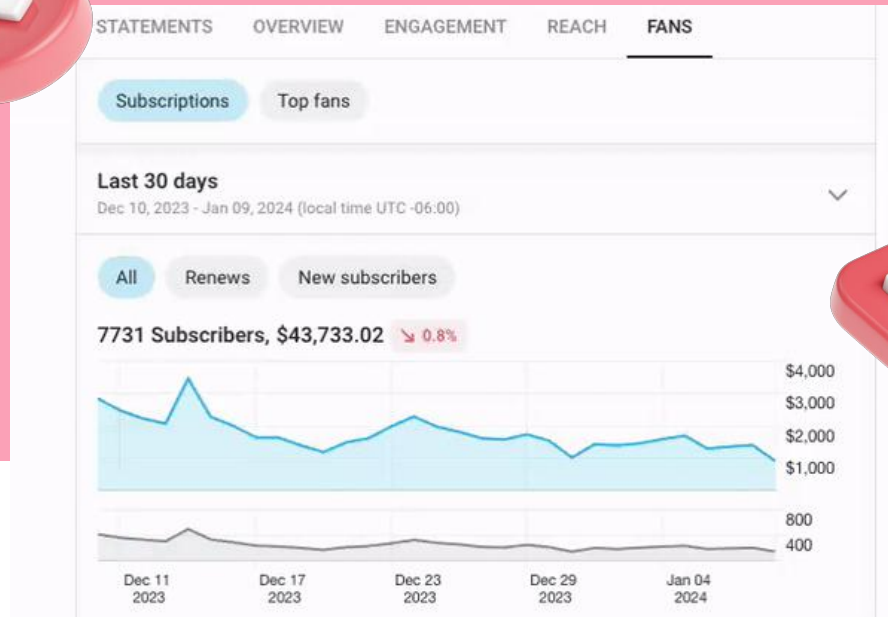 STATEMENTS OVERVIEW ENGAGEMENT REACH FANS
Subscriptions Top fans
Last 30 days
Dec 10, 2023 - Jan 09, 2024 (local time UTC -06:00)
All Renews New subscribers
7731 Subscribers, $43,733.02 ↘ 0.8%
$4,000
$3,000
$2,000
$1,000
800
400
Dec 11 Dec 17 Dec 23 Dec 29 Jan 04
2023 2023 2023 2023 2024